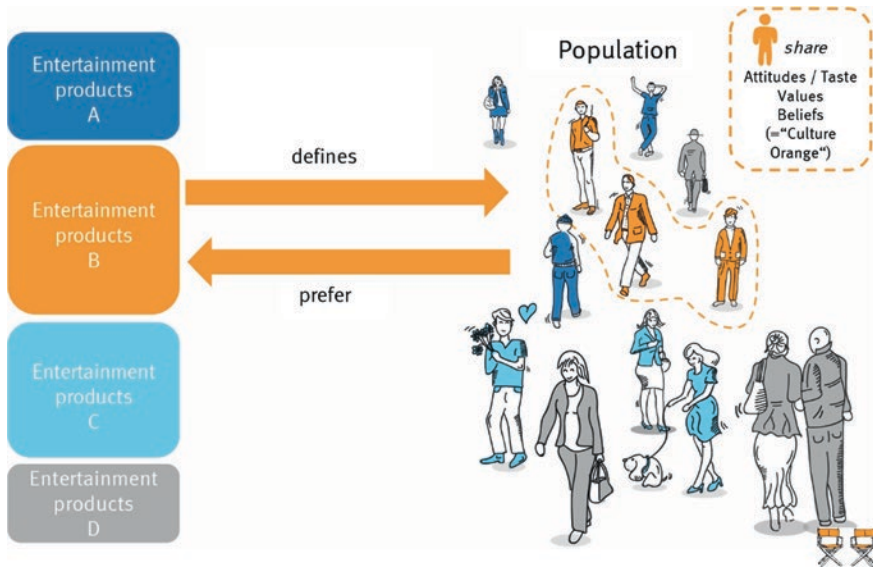 Entertainment
products
A
Entertainment
products
B
Entertainment
products
C
Entertainment
products
D
defines
prefer
Population
share
Attitudes / Taste
Values
Beliefs
(=“Culture
Orange“)